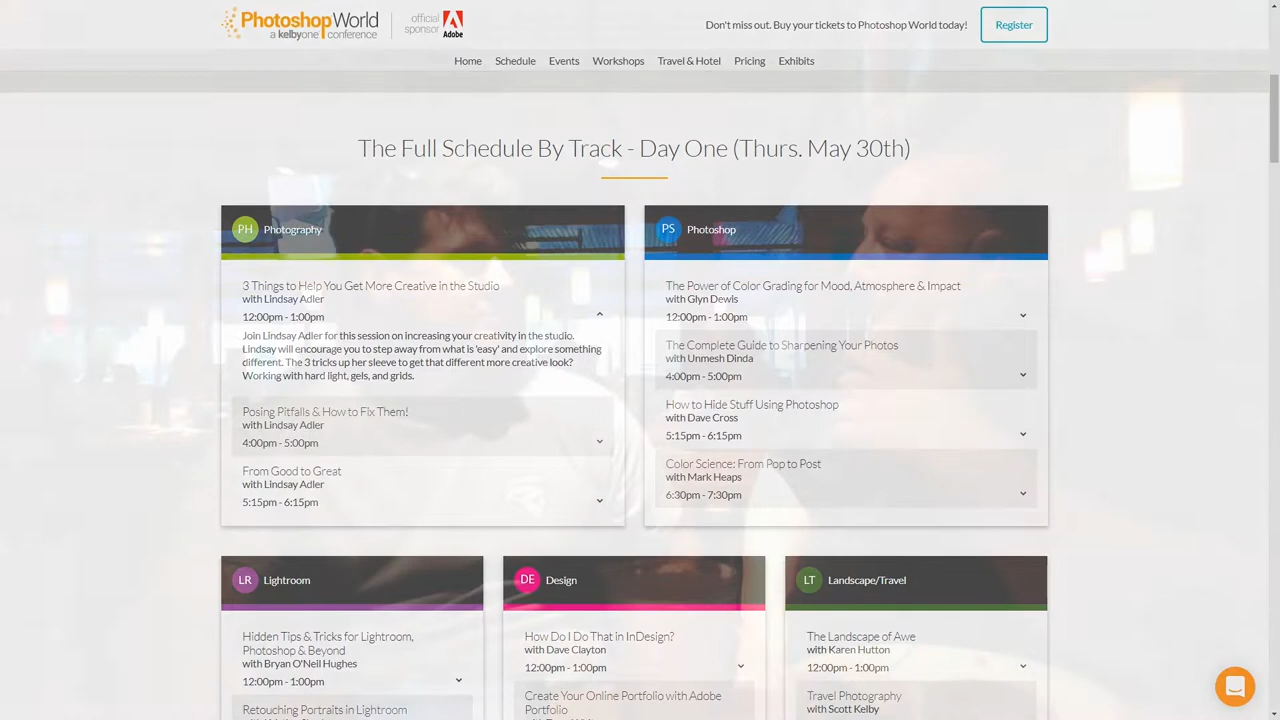 PhotoshopWorld
a kelbyone conference
official
sponsor
Adobe
Don't miss out. Buy your tickets to Photoshop World today!
Register
Home
Schedule
Events
Workshops
Travel & Hotel
Pricing
Exhibits
The Full Schedule By Track - Day One (Thurs. May 30th)
PH Photography
3 Things to Help You Get More Creative in the Studio
with Lindsay Adler
12:00pm - 1:00pm
Join Lindsay Adler for this session on increasing your creativity in the studio.
Lindsay will encourage you to step away from what is 'easy' and explore something
different. The 3 tricks up her sleeve to get that different more creative look?
Working with hard light, gels, and grids.
Posing Pitfalls & How to Fix Them!
with Lindsay Adler
4:00pm - 5:00pm
From Good to Great
with Lindsay Adler
5:15pm - 6:15pm
PS Photoshop
The Power of Color Grading for Mood, Atmosphere & Impact
with Glyn Dewis
12:00pm - 1:00pm
The Complete Guide to Sharpening Your Photos
with Unmesh Dinda
4:00pm - 5:00pm
How to Hide Stuff Using Photoshop
with Dave Cross
5:15pm - 6:15pm
Color Science: From Pop to Post
with Mark Heaps
6:30pm - 7:30pm
LR Lightroom
Hidden Tips & Tricks for Lightroom,
Photoshop & Beyond
with Bryan O'Neil Hughes
12:00pm - 1:00pm
Retouching Portraits in Lightroom
DE Design
How Do I Do That in InDesign?
with Dave Clayton
12:00pm - 1:00pm
Create Your Online Portfolio with Adobe
Portfolio
LT Landscape/Travel
The Landscape of Awe
with Karen Hutton
12:00pm - 1:00pm
Travel Photography
with Scott Kelby